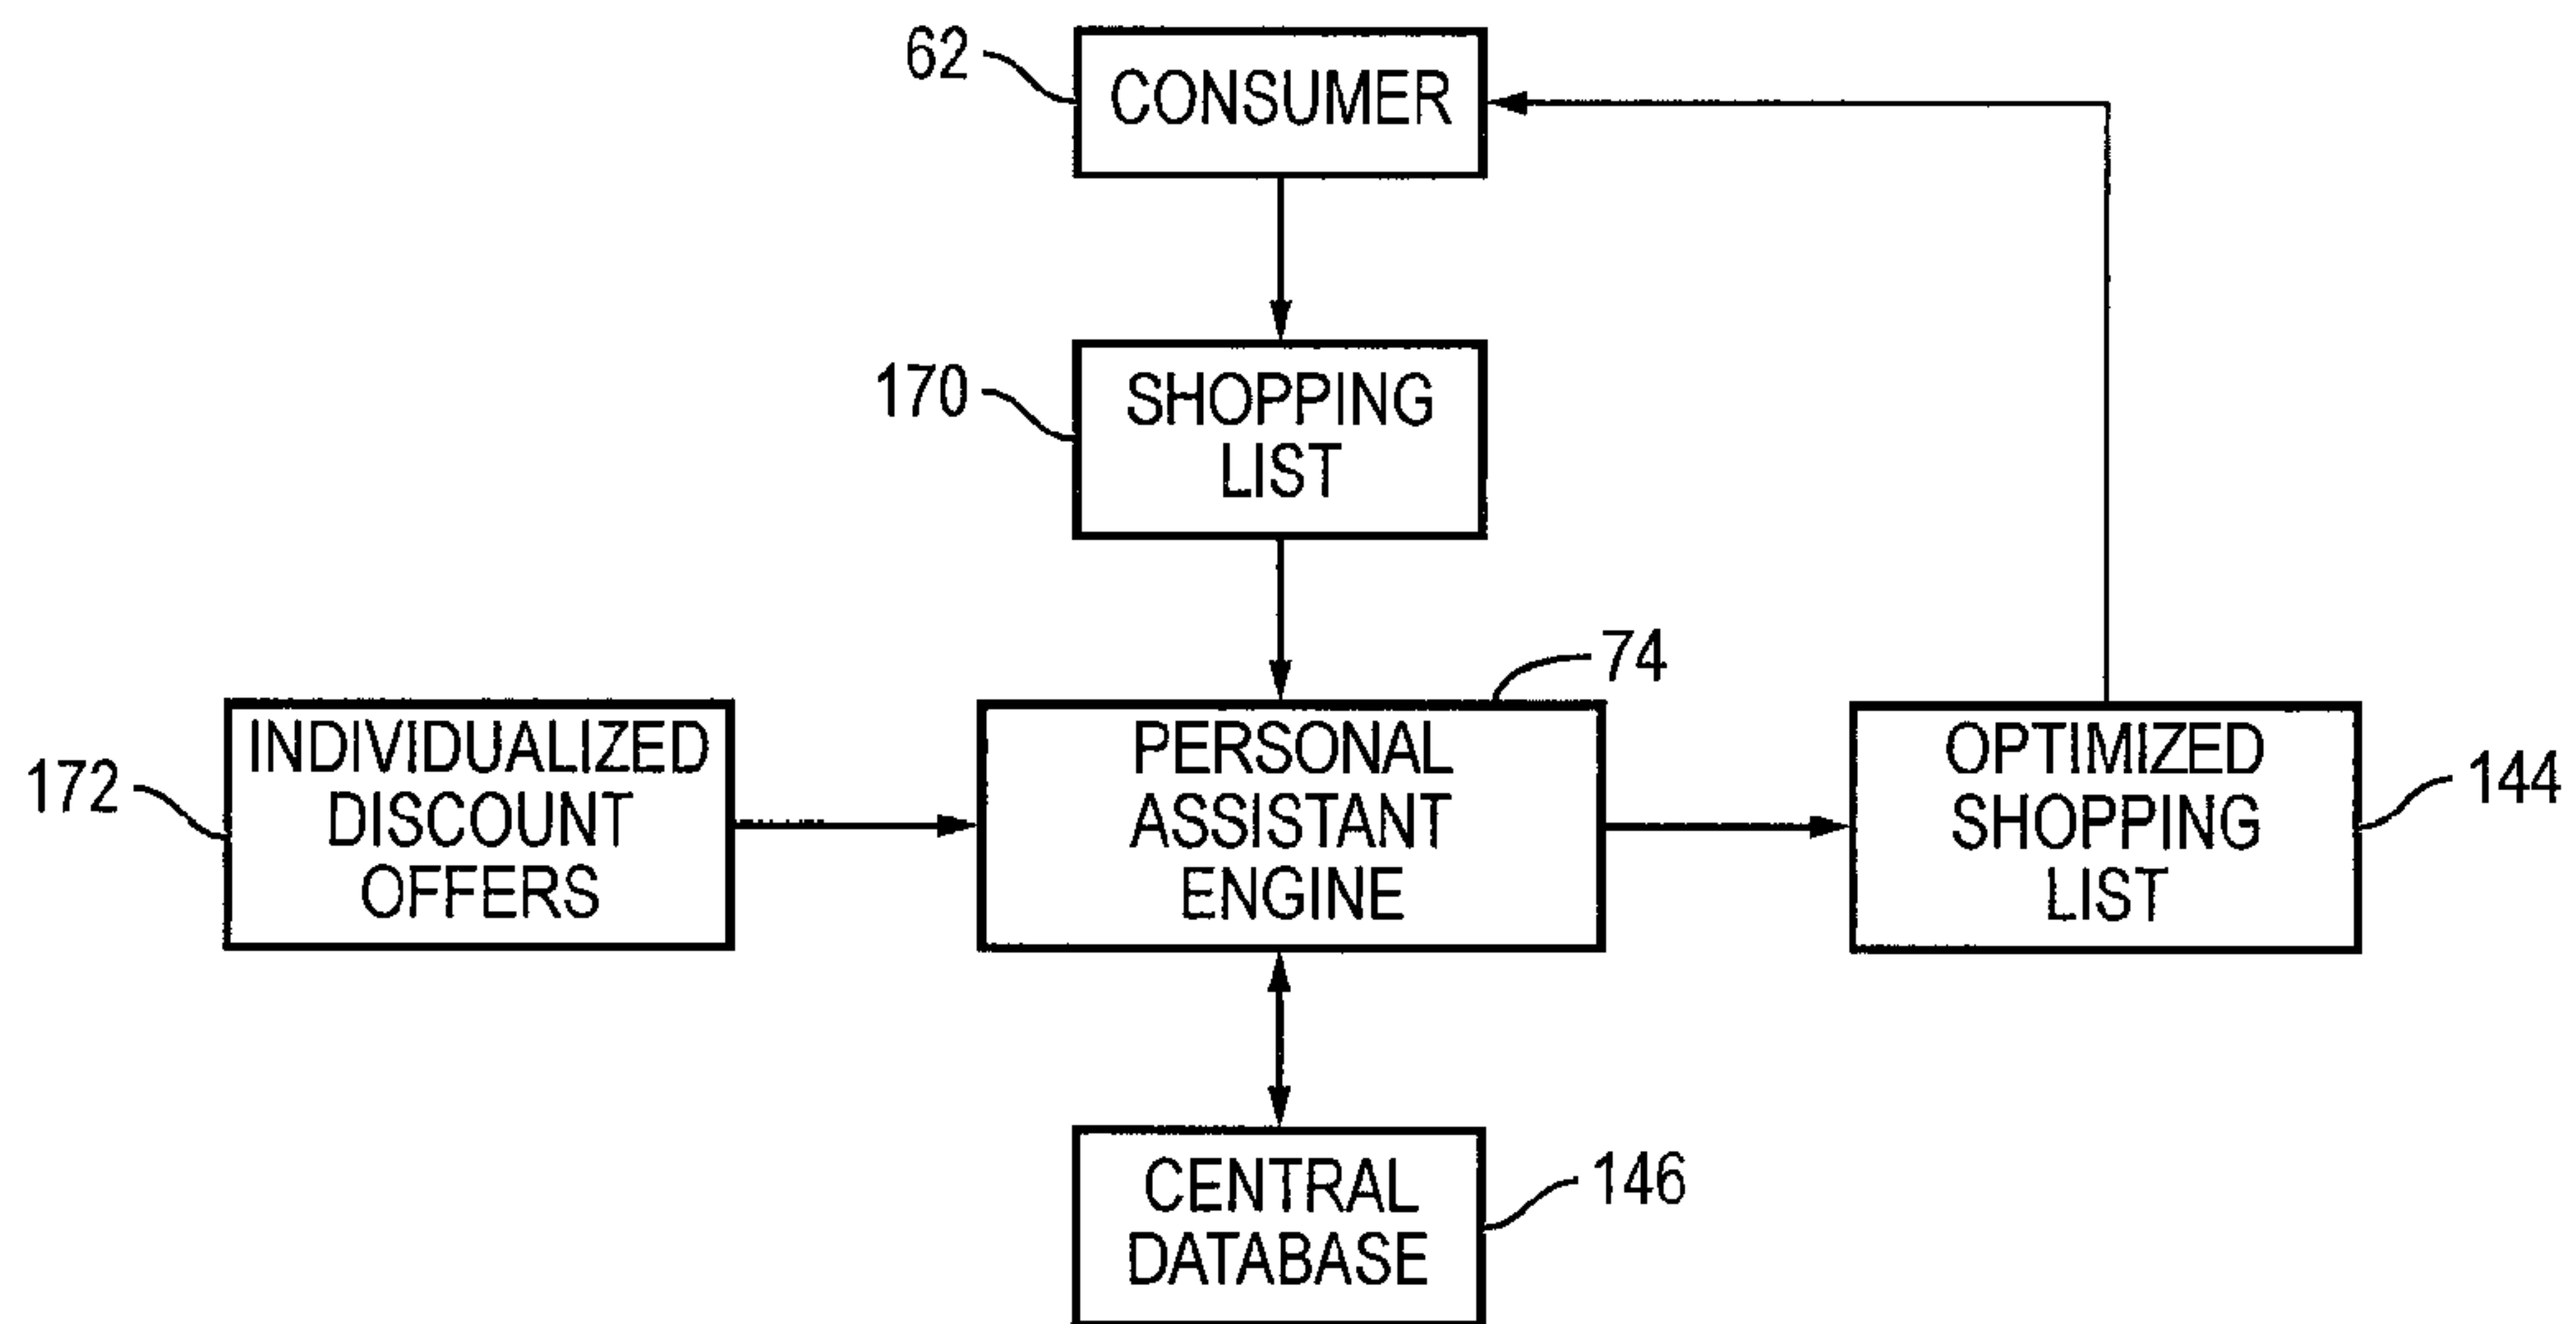 62
CONSUMER
170
SHOPPING
LIST
74
172
INDIVIDUALIZED
DISCOUNT
OFFERS
PERSONAL
ASSISTANT
ENGINE
OPTIMIZED
SHOPPING
LIST
144
CENTRAL
DATABASE
146